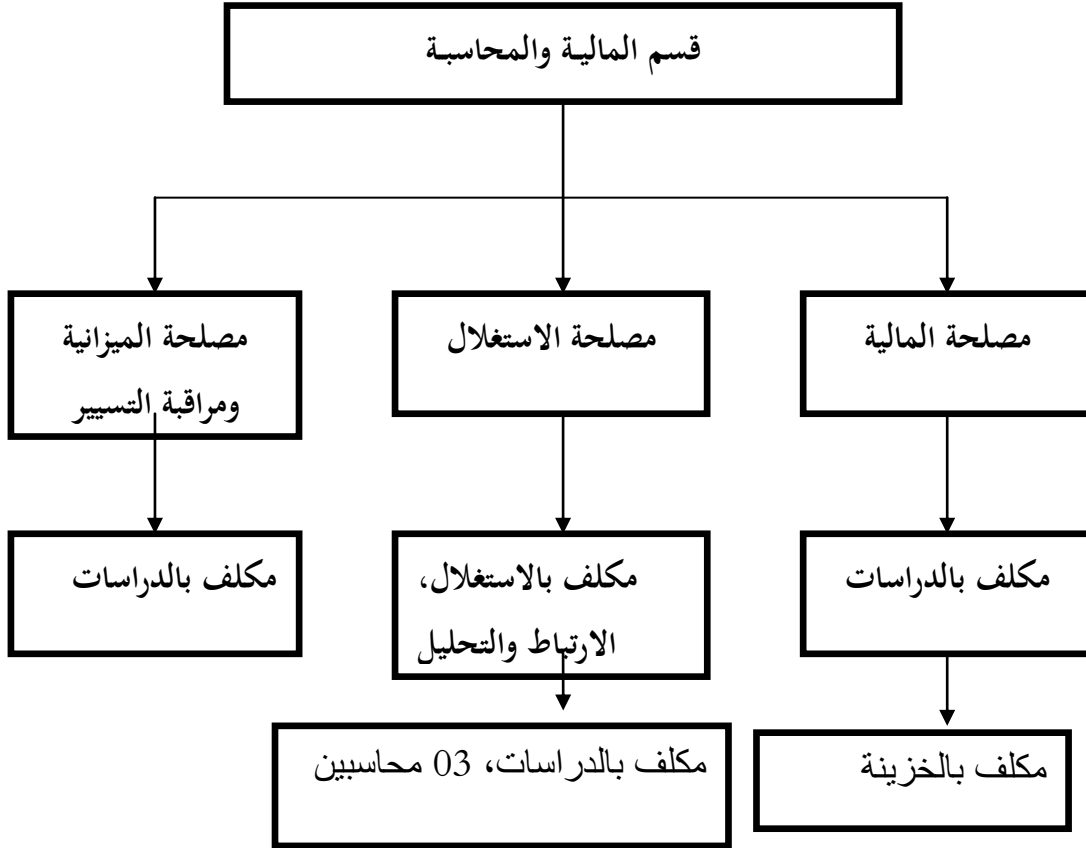 قسم المالية والمحاسبة
مصلحة المالية
مصلحة الاستغلال
مصلحة الميزانية
ومراقبة التسيير
مكلف بالدراسات
مكلف بالاستغلال،
الارتباط والتحليل
مكلف بالدراسات
مكلف بالخزينة
مكلف بالدراسات، 03 محاسبين